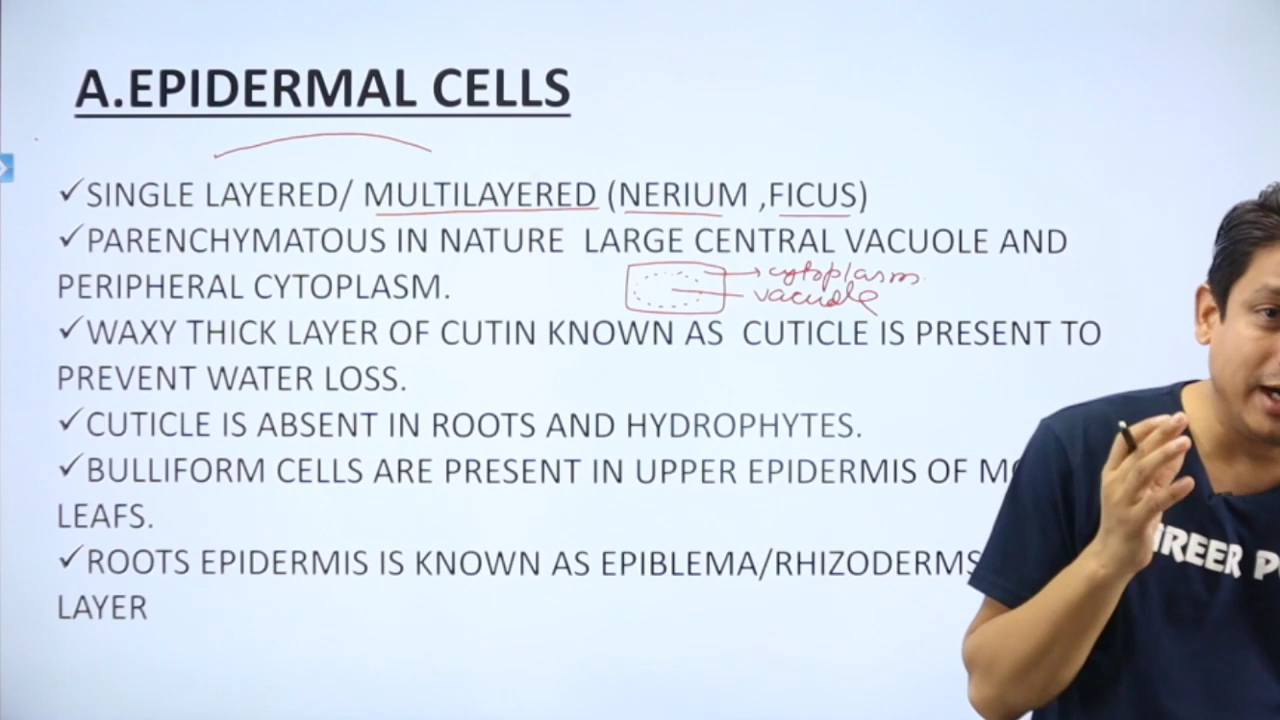 A.EPIDERMAL CELLS
✓SINGLE LAYERED/ MULTILAYERED (NERIUM ,FICUS)
✓PARENCHYMATOUS IN NATURE LARGE CENTRAL VACUOLE AND
cytoplasm
PERIPHERAL CYTOPLASM.
vacuole
✓WAXY THICK LAYER OF CUTIN KNOWN AS CUTICLE IS PRESENT TO
PREVENT WATER LOSS.
✓CUTICLE IS ABSENT IN ROOTS AND HYDROPHYTES.
✓BULLIFORM CELLS ARE PRESENT IN UPPER EPIDERMIS OF
LEAFS.
✓ROOTS EPIDERMIS IS KNOWN AS EPIBLEMA/RHIZODERMS
LAYER